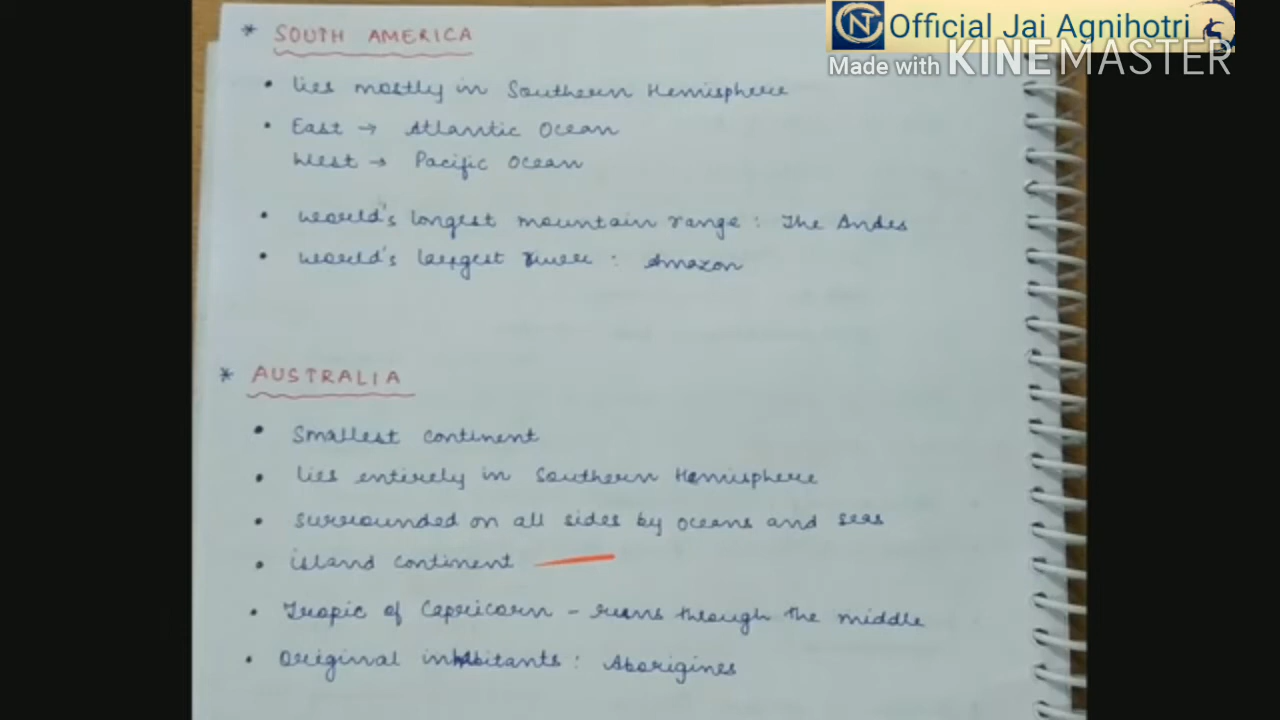 Official Jai Agnihotri
Made with KINEMASTER
* SOUTH AMERICA
• lies mostly in Southern Hemisphere
• East → Atlantic Ocean
West → Pacific Ocean
• World's longest mountain range : The Andes
• World's largest river : Amazon
* AUSTRALIA
• Smallest continent
• lies entirely in Southern Hemisphere
• surrounded on all sides by oceans and seas
• island continent
• Tropic of Capricorn - runs through the middle
• Original inhabitants : Aborigines